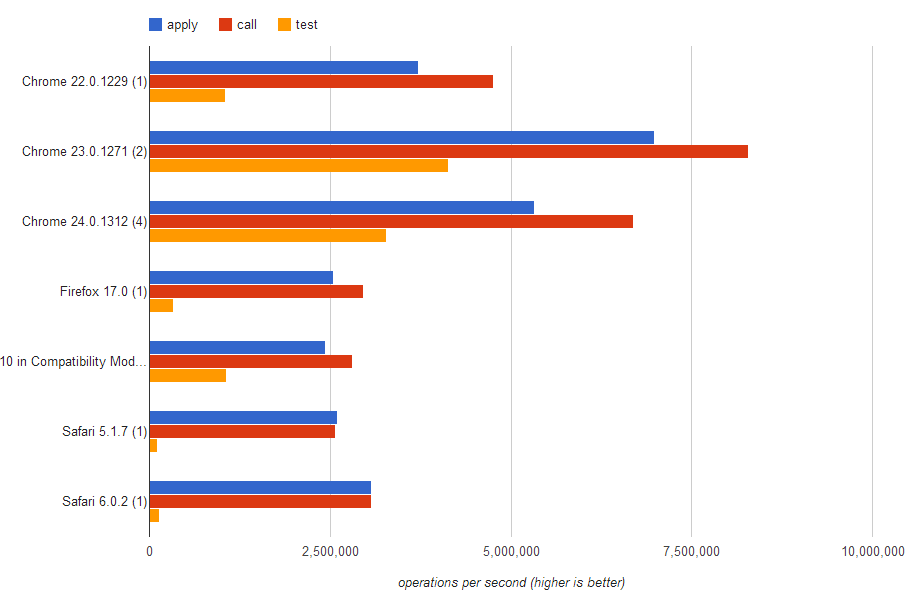 apply call test
Chrome 22.0.1229 (1)
Chrome 23.0.1271 (2)
Chrome 24.0.1312 (4)
Firefox 17.0 (1)
10 in Compatibility Mod...
Safari 5.1.7 (1)
Safari 6.0.2 (1)
0 2,500,000 5,000,000 7,500,000 10,000,000
operations per second (higher is better)